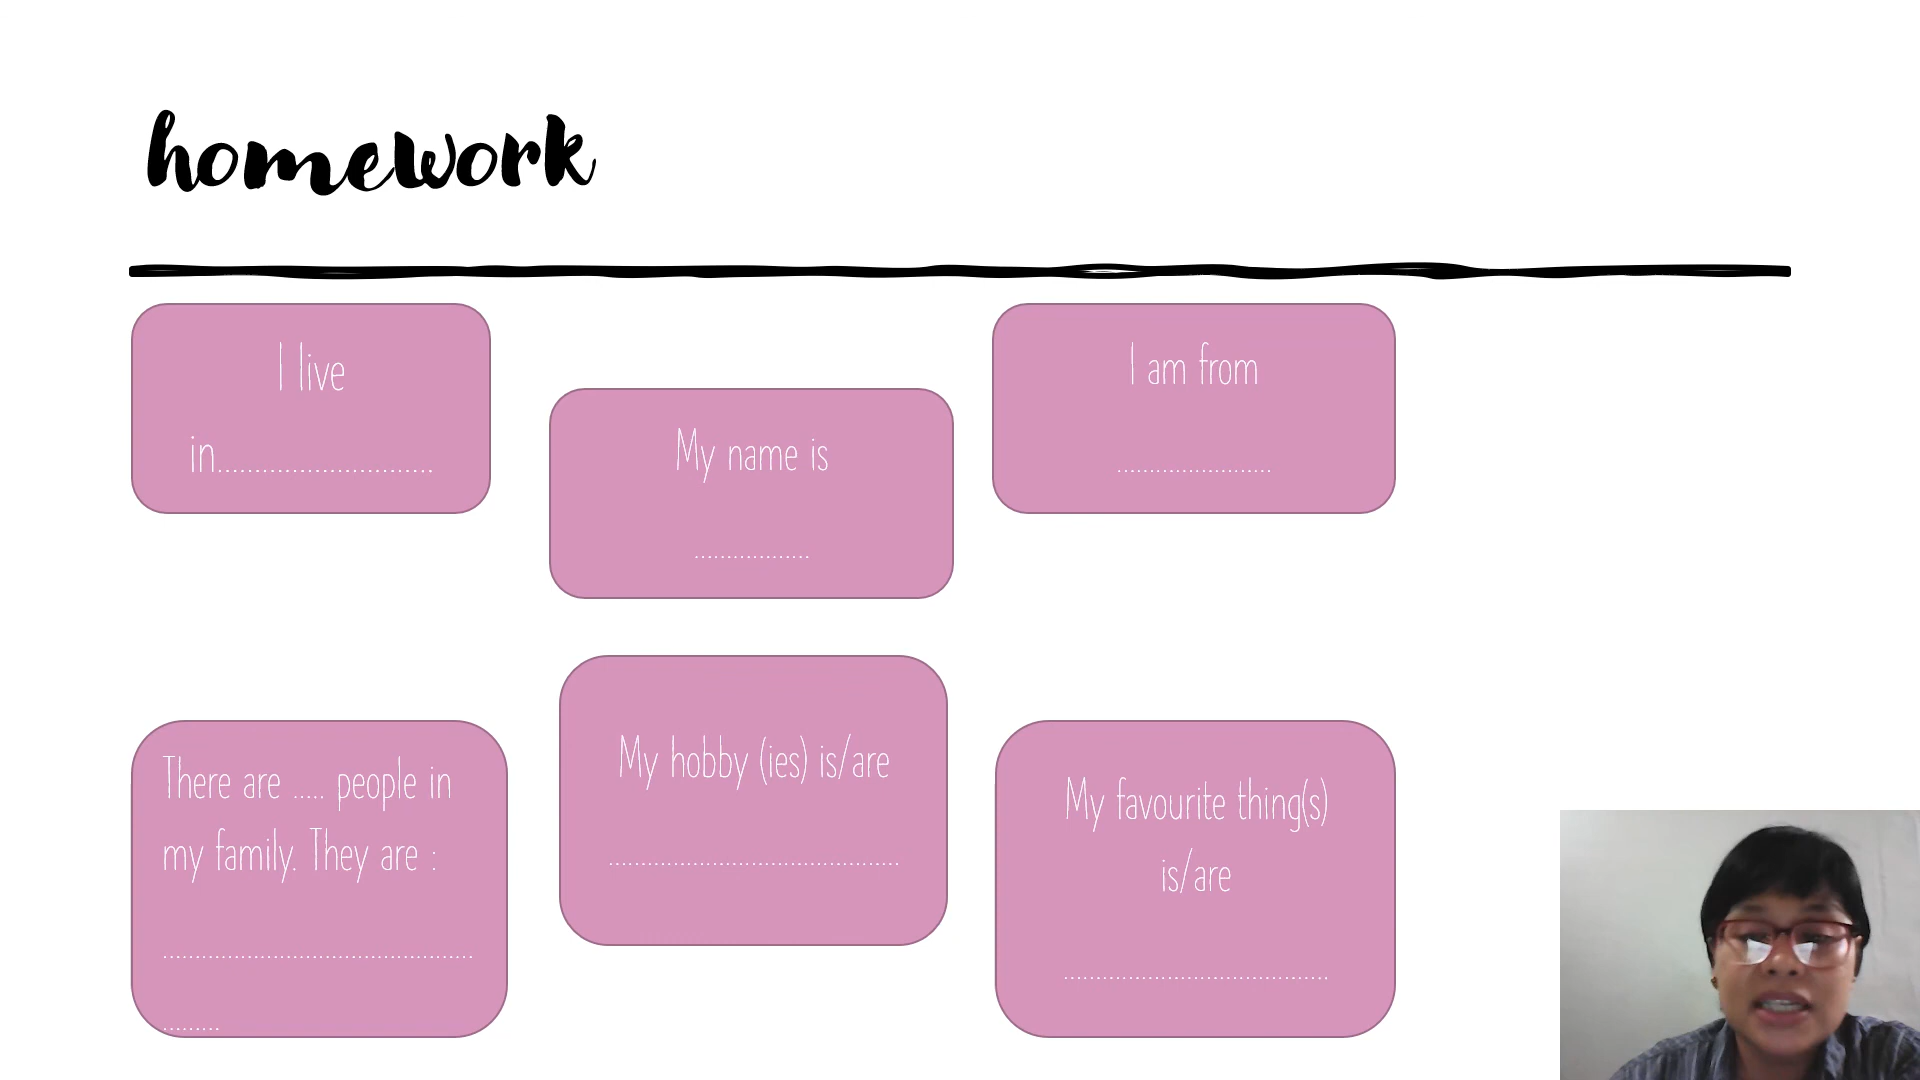 homework
I live
in...........................
My name is
.................
I am from
.......................
There are ..... people in
my family. They are :
..............................................
.........
My hobby (ies) is/are
...........................................
My favourite thing(s)
is/are
.......................................